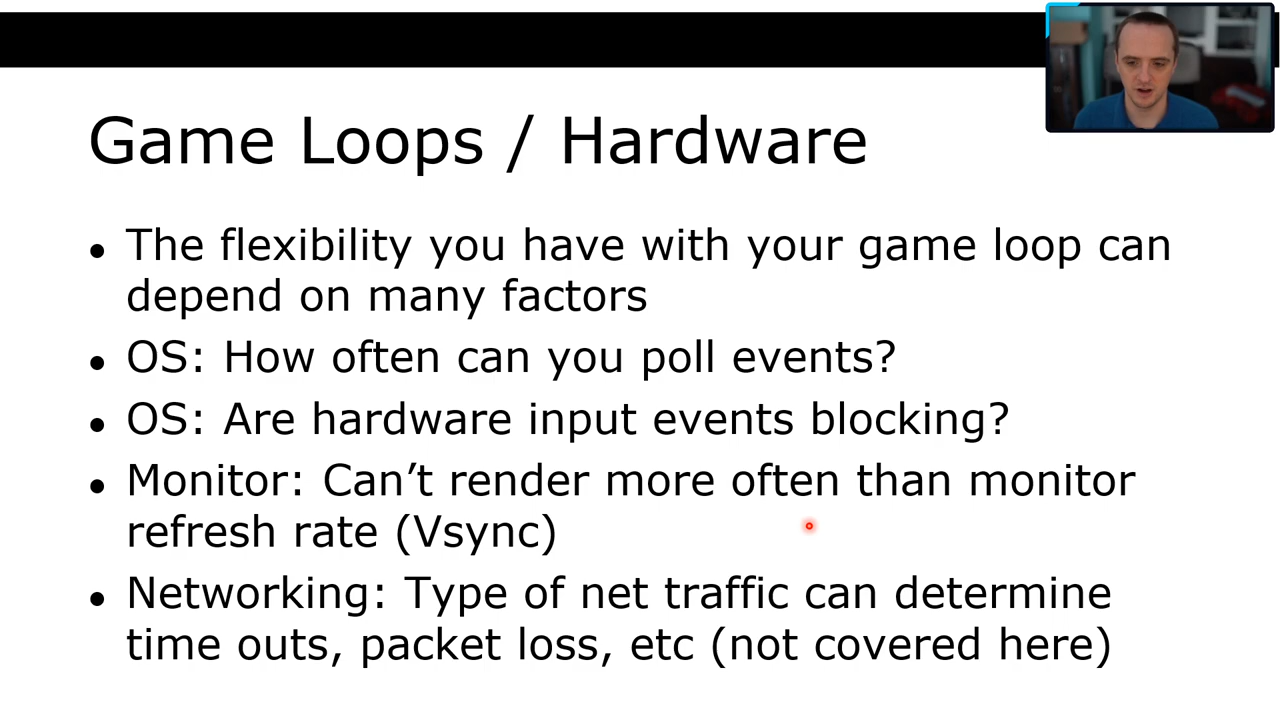 Game Loops / Hardware
• The flexibility you have with your game loop can
depend on many factors
• OS: How often can you poll events?
• OS: Are hardware input events blocking?
• Monitor: Can’t render more often than monitor
refresh rate (Vsync)
• Networking: Type of net traffic can determine
time outs, packet loss, etc (not covered here)